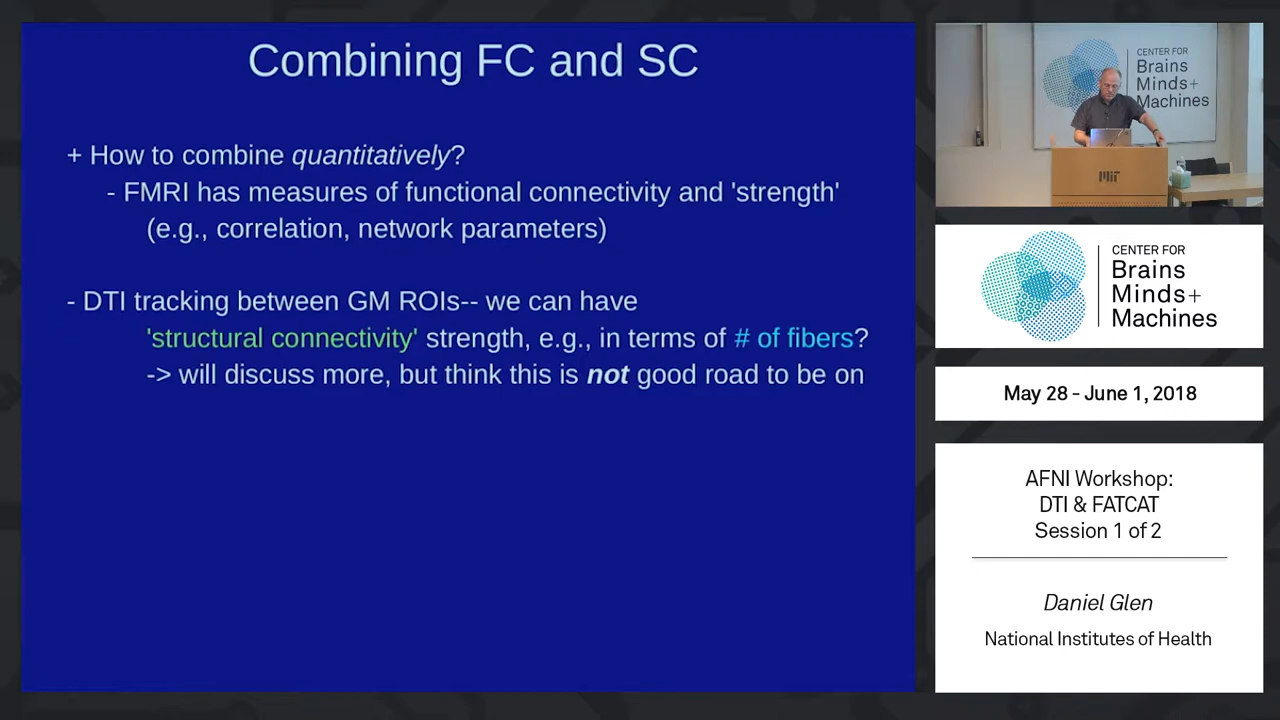 Combining FC and SC
+ How to combine quantitatively?
- FMRI has measures of functional connectivity and 'strength'
(e.g., correlation, network parameters)
- DTI tracking between GM ROIs-- we can have
'structural connectivity' strength, e.g., in terms of # of fibers?
-> will discuss more, but think this is not good road to be on
CENTER FOR
Brains
Minds+
Machines
MIT
CENTER FOR
Brains
Minds+
Machines
May 28 - June 1, 2018
AFNI Workshop:
DTI & FATCAT
Session 1 of 2
Daniel Glen
National Institutes of Health